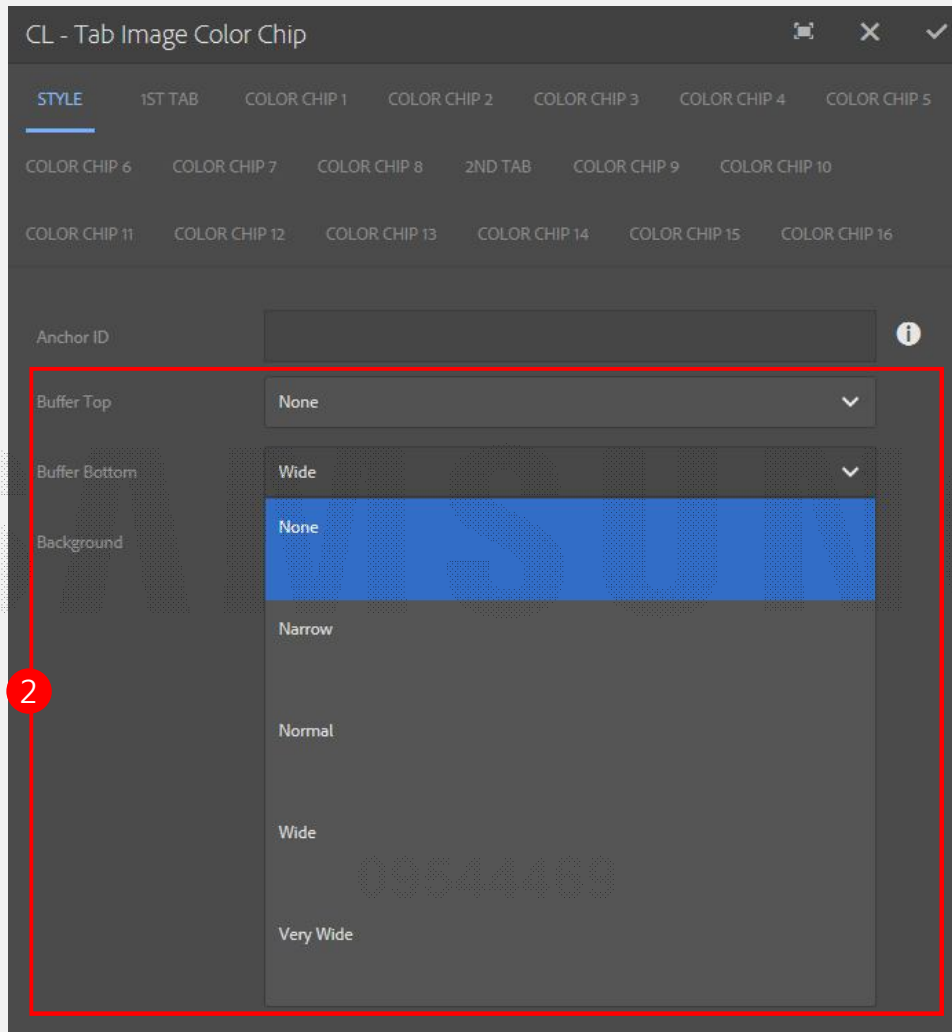 CL - Tab Image Color Chip
STYLE 1ST TAB COLOR CHIP 1 COLOR CHIP 2 COLOR CHIP 3 COLOR CHIP 4 COLOR CHIP 5
COLOR CHIP 6 COLOR CHIP 7 COLOR CHIP 8 2ND TAB COLOR CHIP 9 COLOR CHIP 10
COLOR CHIP 11 COLOR CHIP 12 COLOR CHIP 13 COLOR CHIP 14 COLOR CHIP 15 COLOR CHIP 16
Anchor ID
Buffer Top None
Buffer Bottom Wide
None
Background
Narrow
2
Normal
Wide
Very Wide